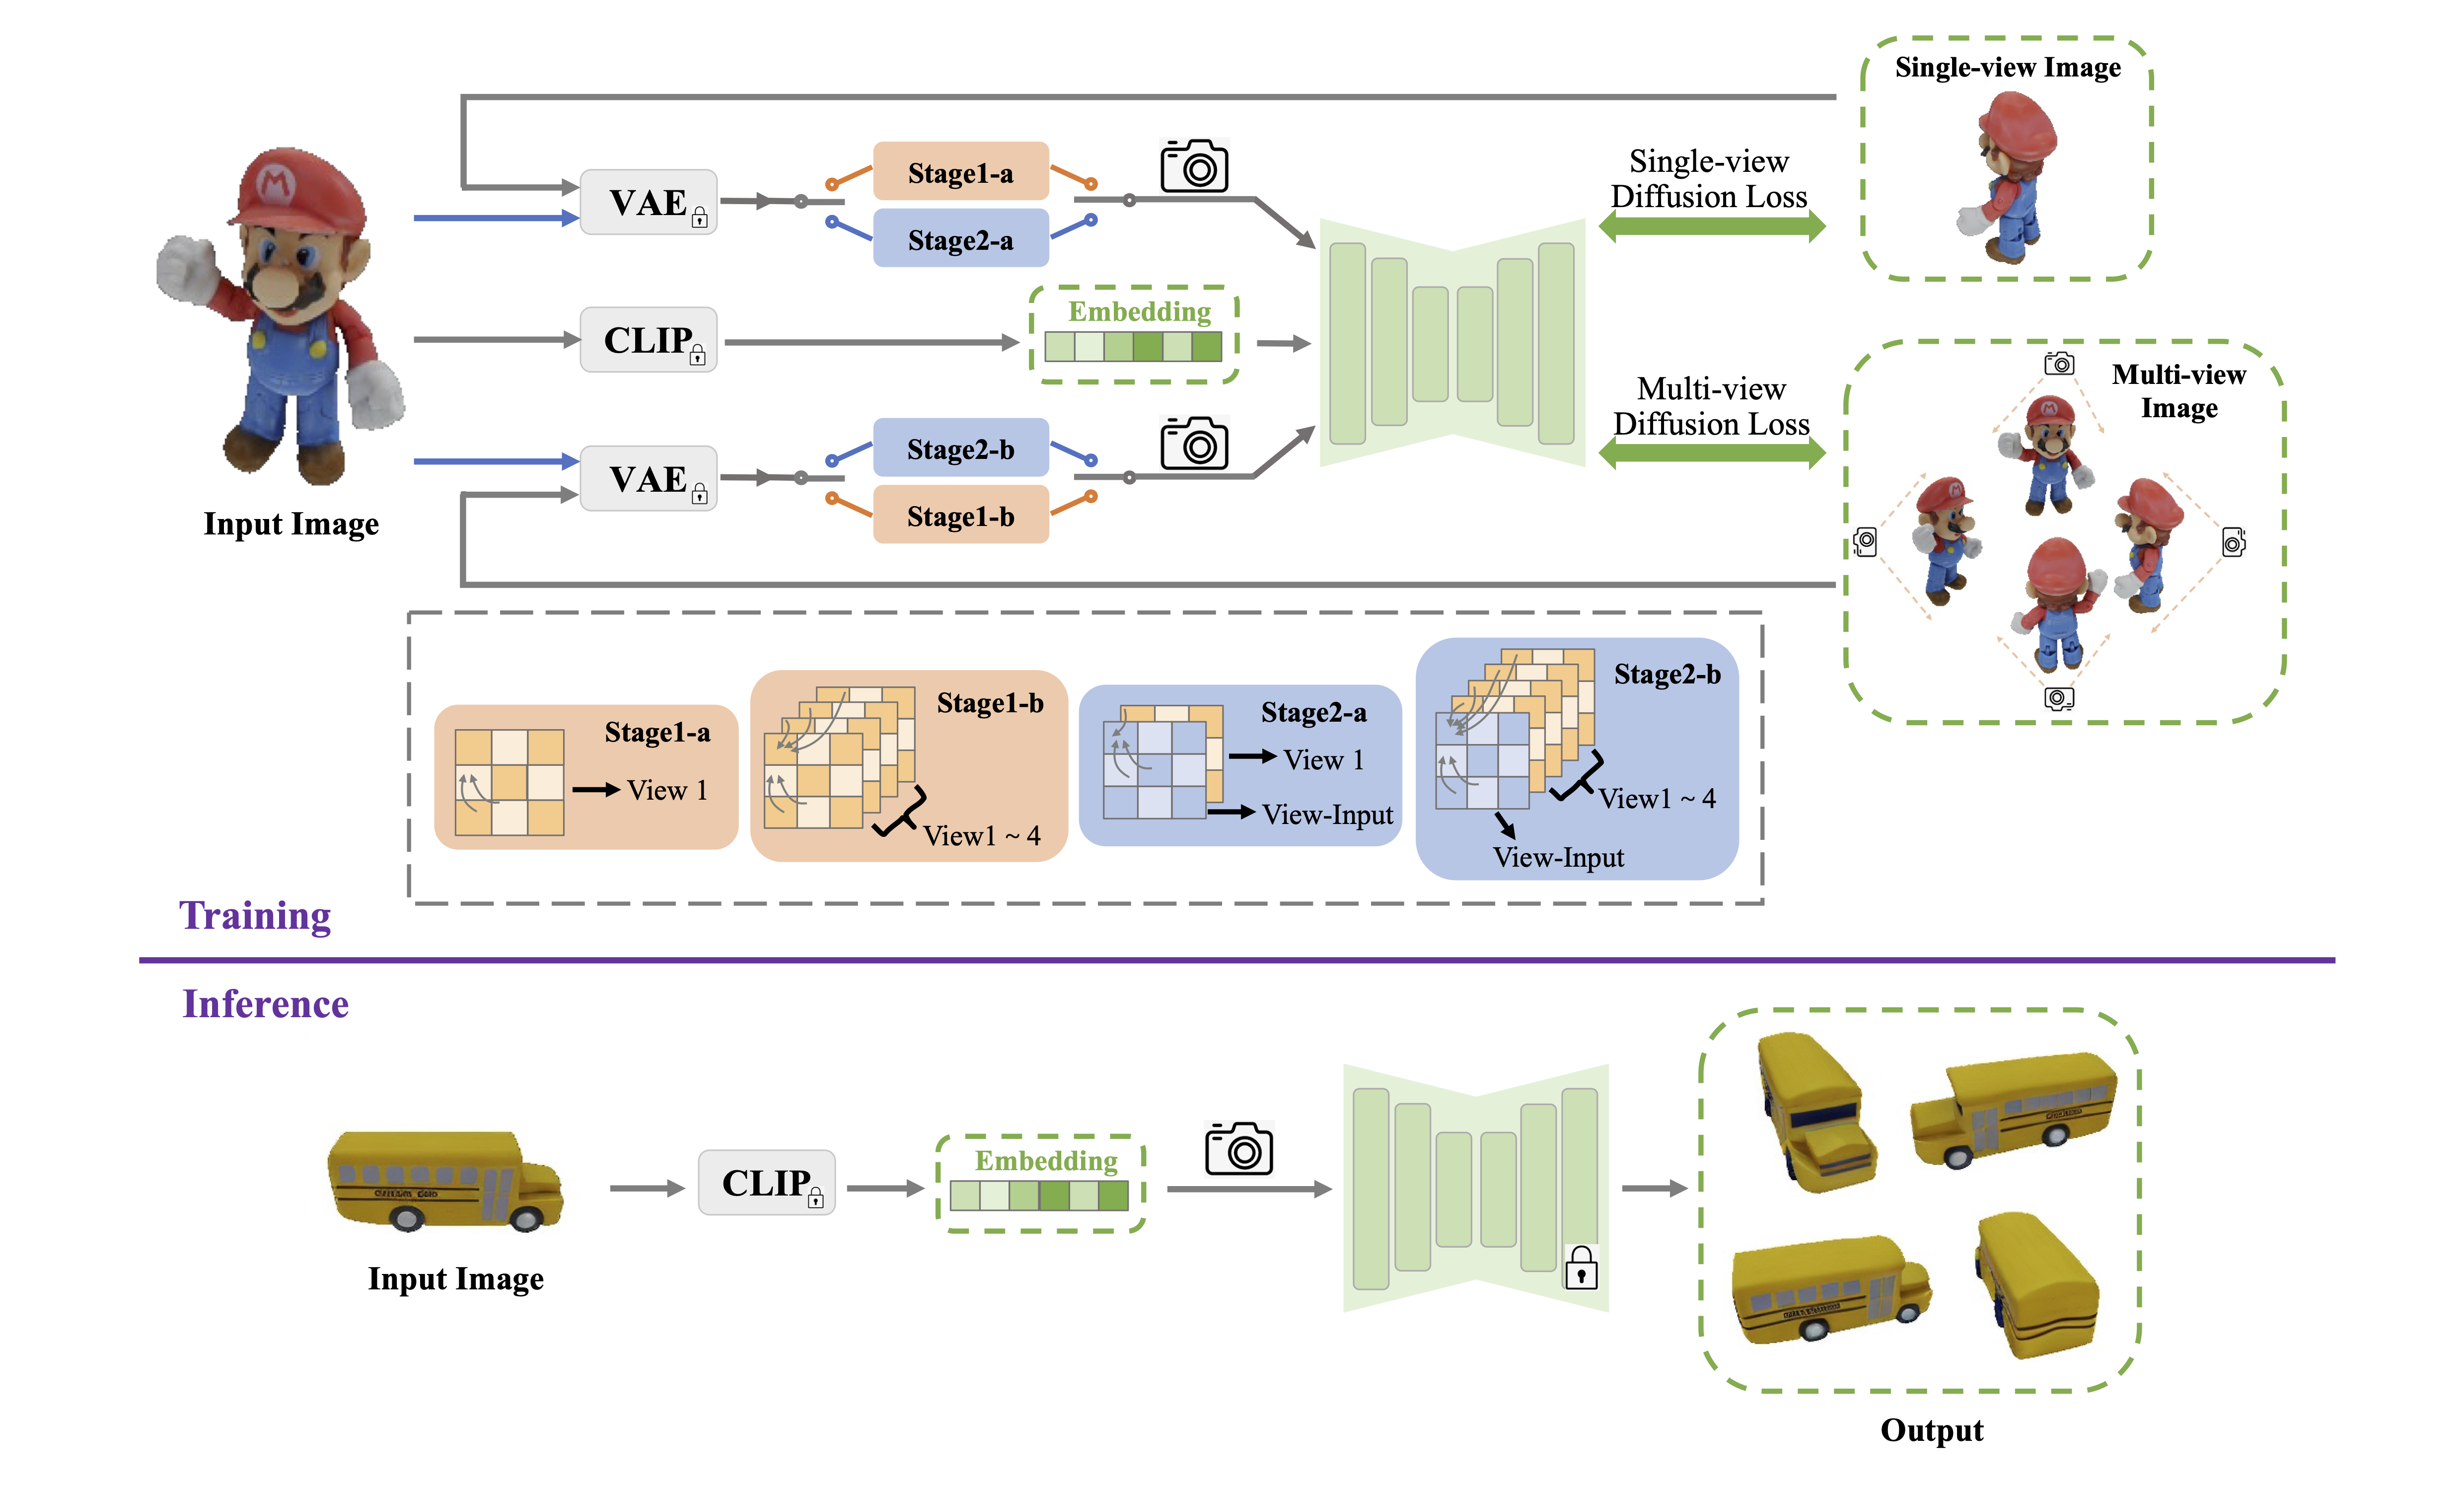 Single-view Image
Single-view
Diffusion Loss
VAE
Stage1-a
Stage2-a
Embedding
CLIP
Multi-view
Diffusion Loss
Multi-view
Image
M
M
M
Stage2-b
VAE
Stage1-b
Input Image
Stage1-a
View 1
Stage1-b
View1 ~ 4
Stage2-a
View 1
View-Input
Stage2-b
View1 ~ 4
View-Input
Training
Inference
Input Image
CLIP
Embedding
Output